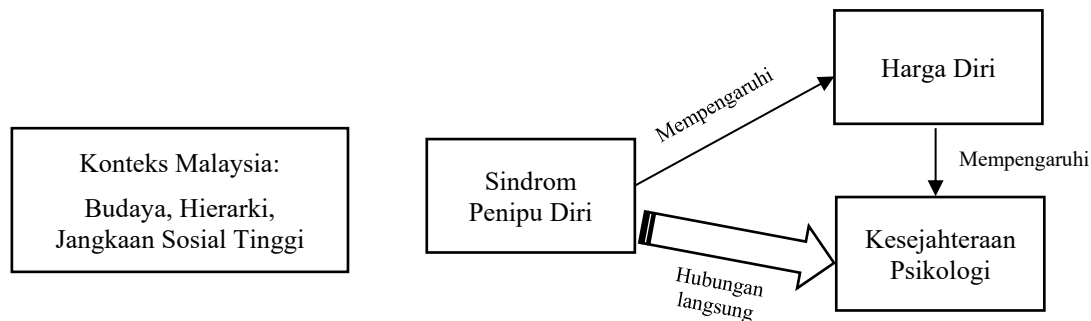 Konteks Malaysia:
Budaya, Hierarki,
Jangkaan Sosial Tinggi
Sindrom
Penipu Diri
Mempengaruhi
Harga Diri
Mempengaruhi
Kesejahteraan
Psikologi
Hubungan
langsung